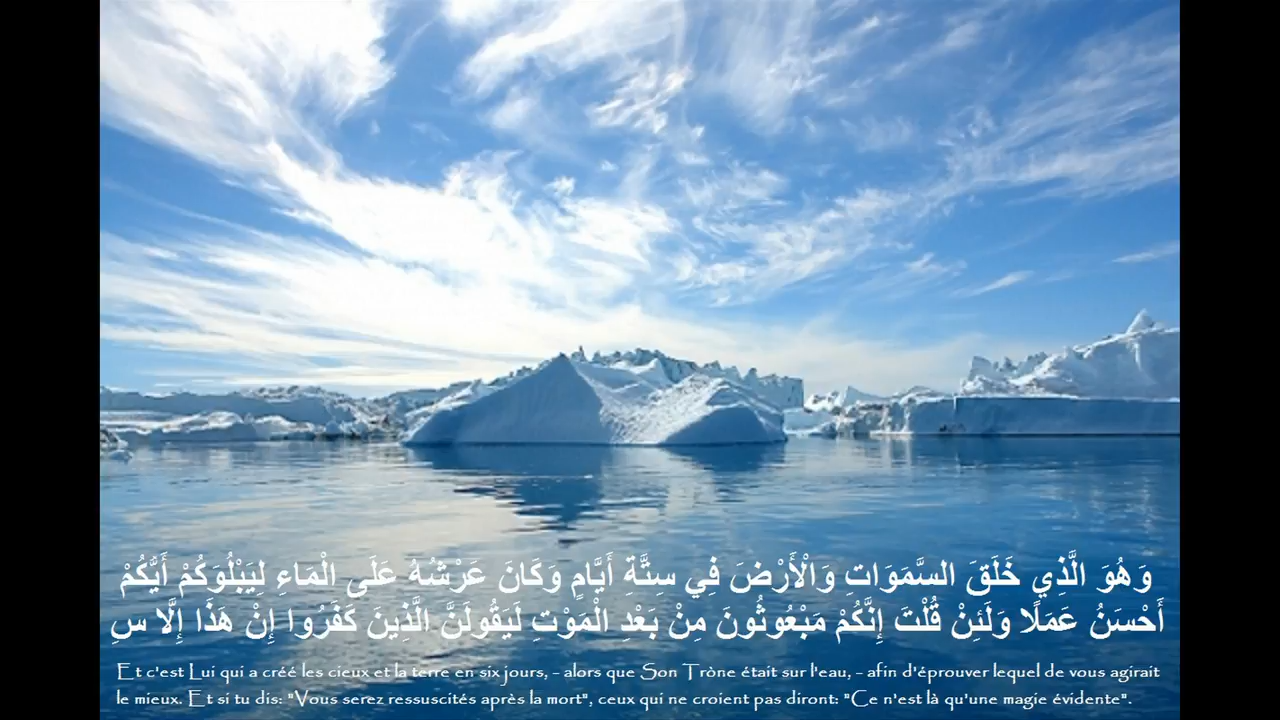 وَهُوَ الَّذِي خَلَقَ السَّمَوَاتِ وَالْأَرْضَ فِي سِتَّةِ أَيَّامٍ وَكَانَ عَرْشُهُ عَلَى الْمَاءِ لِيَبْلُوَكُمْ أَيُّكُمْ
أَحْسَنُ عَمَلًا وَلَئِنْ قُلْتَ إِنَّكُمْ مَبْعُوثُونَ مِنْ بَعْدِ الْمَوْتِ لَيَقُولَنَّ الَّذِينَ كَفَرُوا إِنْ هَذَا إِلَّا سِ
Et c'est Lui qui a créé les cieux et la terre en six jours, - alors que Son Trône était sur l'eau, - afin d'éprouver lequel de vous agirait
le mieux. Et si tu dis: "Vous serez ressuscités après la mort", ceux qui ne croient pas diront: "Ce n'est là qu'une magie évidente".